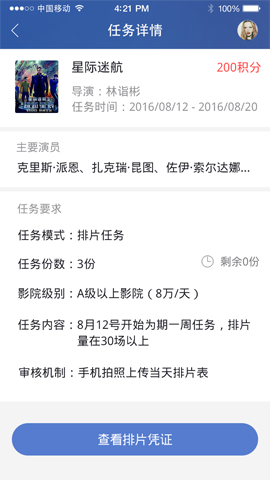 中国移动 4:21 PM 100%
任务详情
星际迷航 200积分
导演：林诣彬
任务时间：2016/08/12 - 2016/08/20
主要演员
克里斯·派恩、扎克瑞·昆图、佐伊·索尔达娜...
任务要求
任务模式：排片任务
任务份数：3份 剩余0份
影院级别：A级以上影院（8万/天）
任务内容：8月12号开始为期一周任务，排片
量在30场以上
审核机制：手机拍照上传当天排片表
查看排片凭证